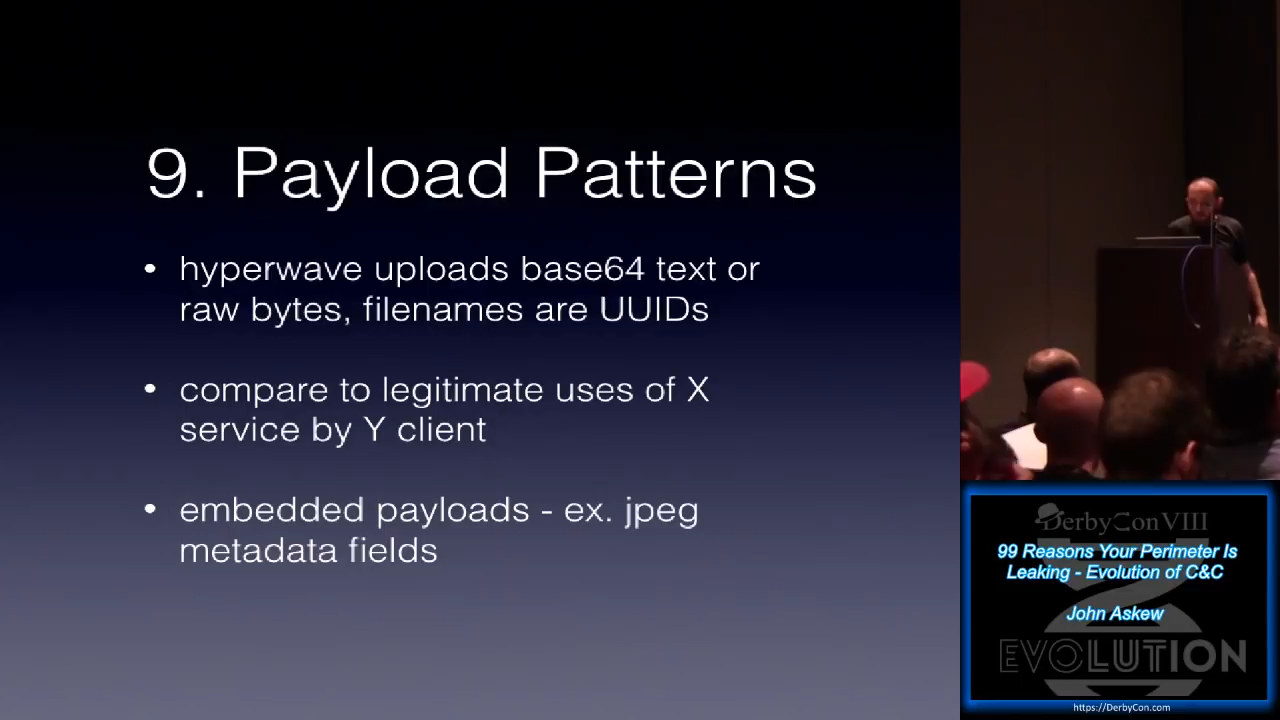 9. Payload Patterns
• hyperwave uploads base64 text or
raw bytes, filenames are UUIDs
• compare to legitimate uses of X
service by Y client
• embedded payloads - ex. jpeg
metadata fields
DerbyCon VIII
99 Reasons Your Perimeter Is
Leaking - Evolution of C&C
John Askew
EVOLUTION
https://DerbyCon.com